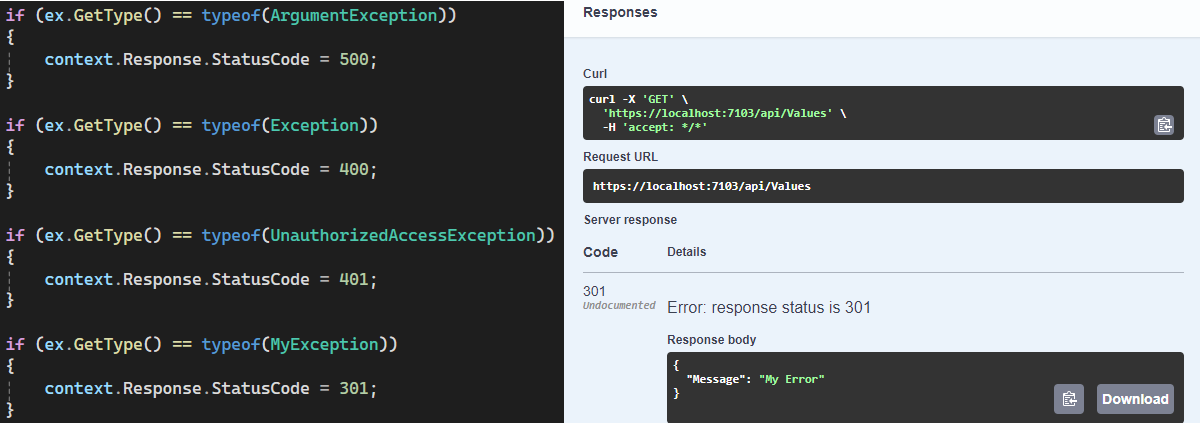 if (ex.GetType() == typeof(ArgumentException))
{
    context.Response.StatusCode = 500;
}
if (ex.GetType() == typeof(Exception))
{
    context.Response.StatusCode = 400;
}
if (ex.GetType() == typeof(UnauthorizedAccessException))
{
    context.Response.StatusCode = 401;
}
if (ex.GetType() == typeof(MyException))
{
    context.Response.StatusCode = 301;
}
Responses
Curl
curl -X 'GET' \
  'https://localhost:7103/api/Values' \
  -H 'accept: */*'
Request URL
https://localhost:7103/api/Values
Server response
Code Details
301
Undocumented
Error: response status is 301
Response body
{
  "Message": "My Error"
}
Download